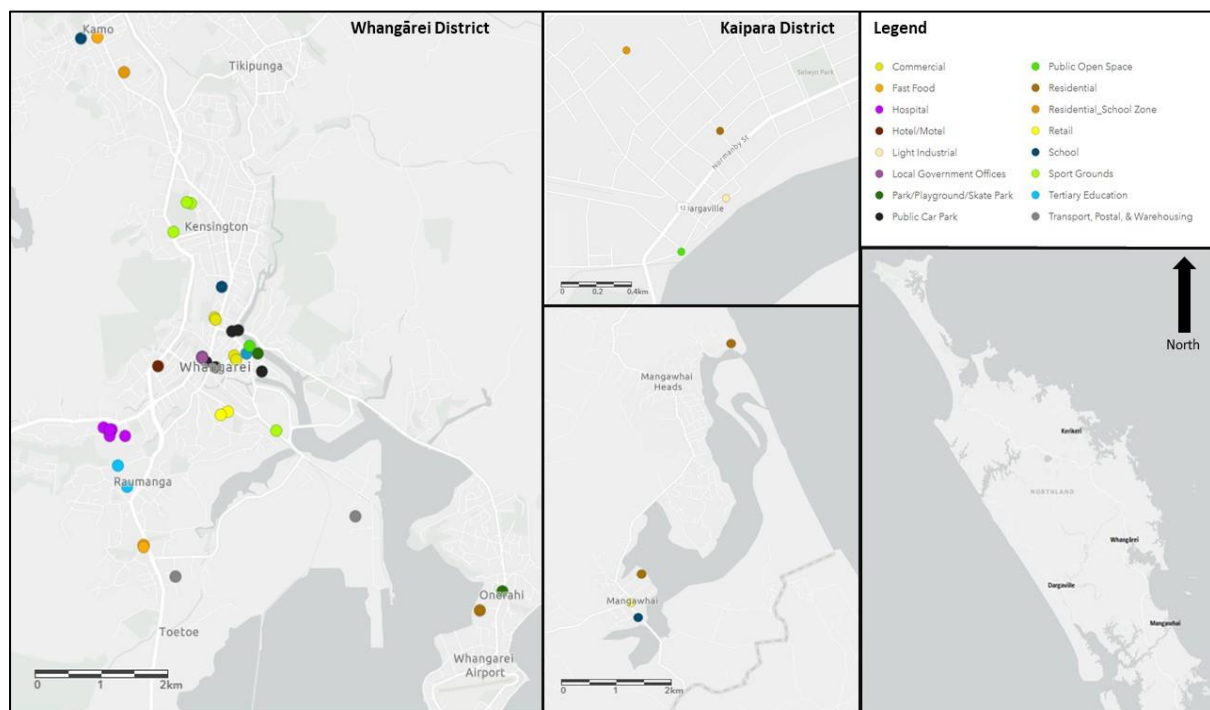 Whangārei District
Kamo
Tikipunga
Kensington
Whangarei
Raumanga
Toetoe
Onerahi
Whangarei
Airport
0 1 2km
Kaipara District
Selwyn Park
Normanby St
Dargaville
0 0.2 0.4km
Mangawhai
Heads
Mangawhai
0 1 2km
Legend
Commercial
Fast Food
Hospital
Hotel/Motel
Light Industrial
Local Government Offices
Park/Playground/Skate Park
Public Car Park
Public Open Space
Residential
Residential_School Zone
Retail
School
Sport Grounds
Tertiary Education
Transport, Postal, & Warehousing
North
Kerikeri
NORTHLAND
Whangārei
Dargaville
Mangawhai